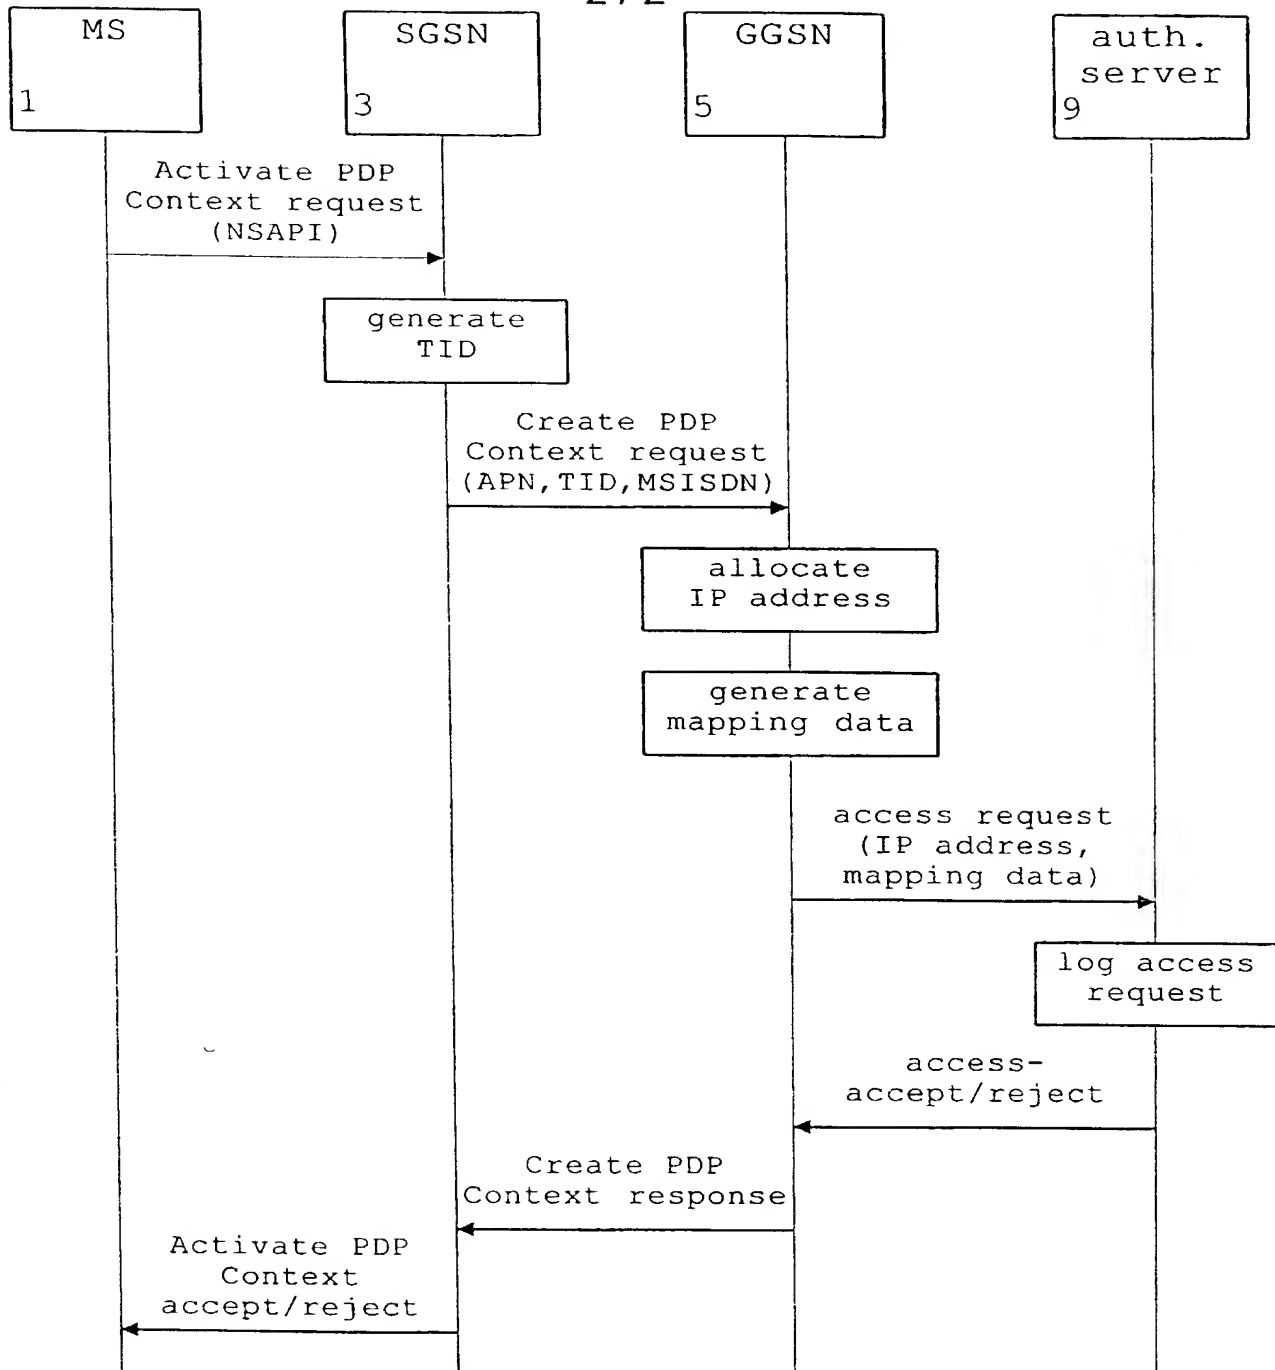 MS
1
SGSN
3
GGSN
5
auth.
server
9
Activate PDP
Context request
(NSAPI)
generate
TID
Create PDP
Context request
(APN,TID,MSISDN)
allocate
IP address
generate
mapping data
access request
(IP address,
mapping data)
log access
request
access-
accept/reject
Create PDP
Context response
Activate PDP
Context
accept/reject